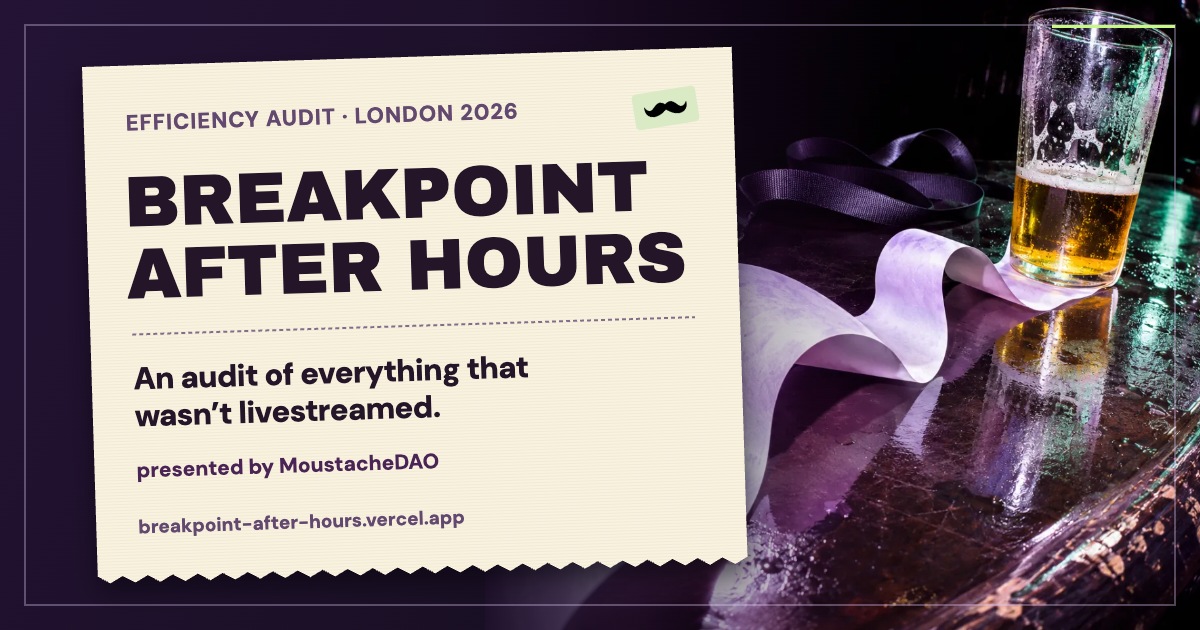 EFFICIENCY AUDIT · LONDON 2026
BREAKPOINT
AFTER HOURS
An audit of everything that
wasn’t livestreamed.
presented by MoustacheDAO
breakpoint-after-hours.vercel.app